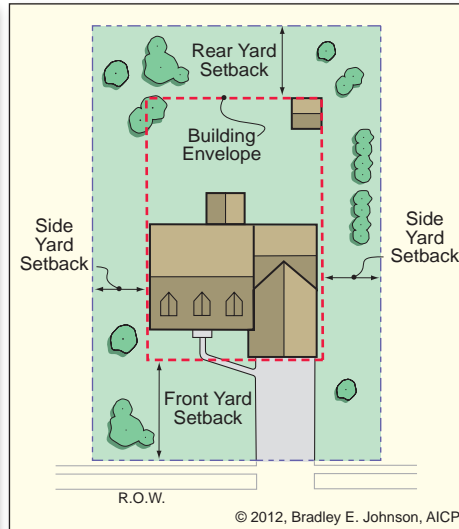 Rear Yard
Setback
Building
Envelope
Side
Yard
Setback
Side
Yard
Setback
Front Yard
Setback
R.O.W.
© 2012, Bradley E. Johnson, AICP